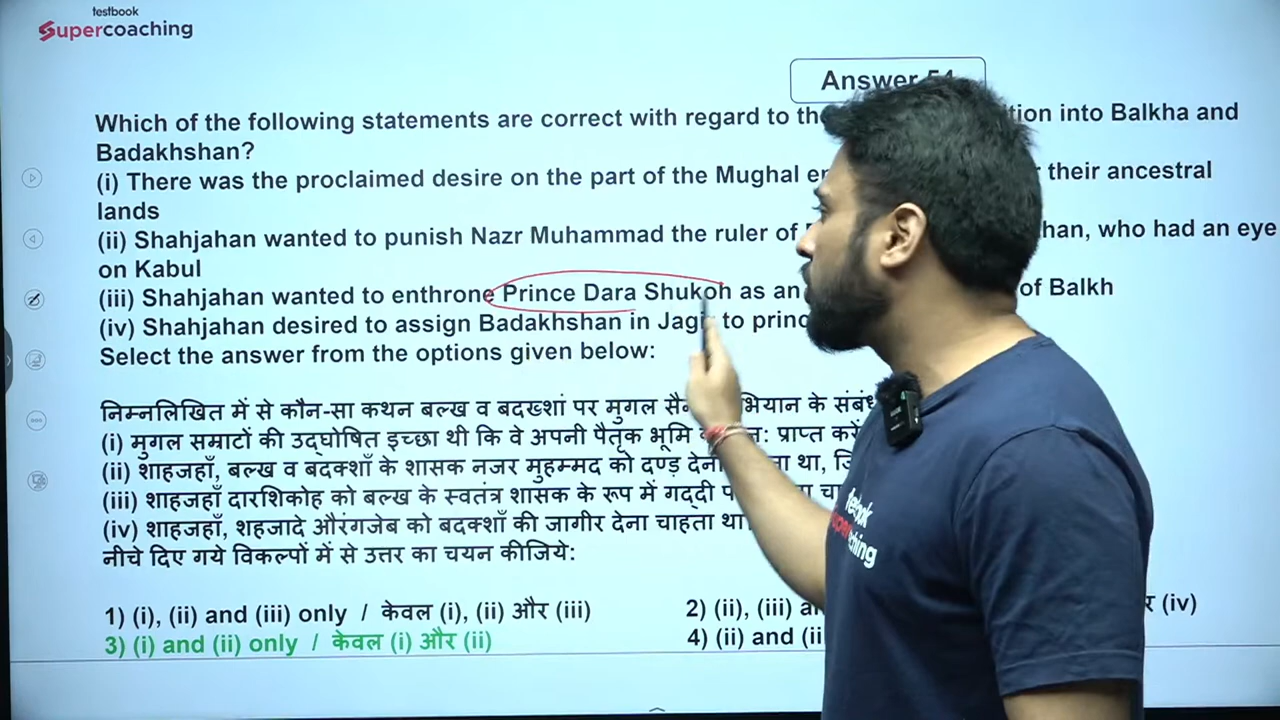 testbook
Supercoaching
Answer 54
Which of the following statements are correct with regard to the tion into Balkha and
Badakhshan?
(i) There was the proclaimed desire on the part of the Mughal their ancestral
lands
(ii) Shahjahan wanted to punish Nazr Muhammad the ruler of han, who had an eye
on Kabul
(iii) Shahjahan wanted to enthrone Prince Dara Shukoh as an of Balkh
(iv) Shahjahan desired to assign Badakhshan in Jagir to
Select the answer from the options given below:
निम्नलिखित में से कौन-सा कथन बल्ख व बदख्शां पर मुगल भियान के
(i) मुगल सम्राटों की उद्घोषित इच्छा थी कि वे अपनी पैतृक भूमि प्राप्त करें
(ii) शाहजहाँ, बल्ख व बदक्शाँ के शासक नजर मुहम्मद को दण्ड देना था,
(iii) शाहजहाँ दारशिकोह को बल्ख के स्वतंत्र शासक के रूप में गद्दी
(iv) शाहजहाँ, शहजादे औरंगजेब को बदक्शाँ की जागीर देना चाहता था
नीचे दिए गये विकल्पों में से उत्तर का चयन कीजिये:
1) (i), (ii) and (iii) only / केवल (i), (ii) और (iii)
2) (ii), (iii) (iv)
3) (i) and (ii) only / केवल (i) और (ii)
4) (ii) and
testbook